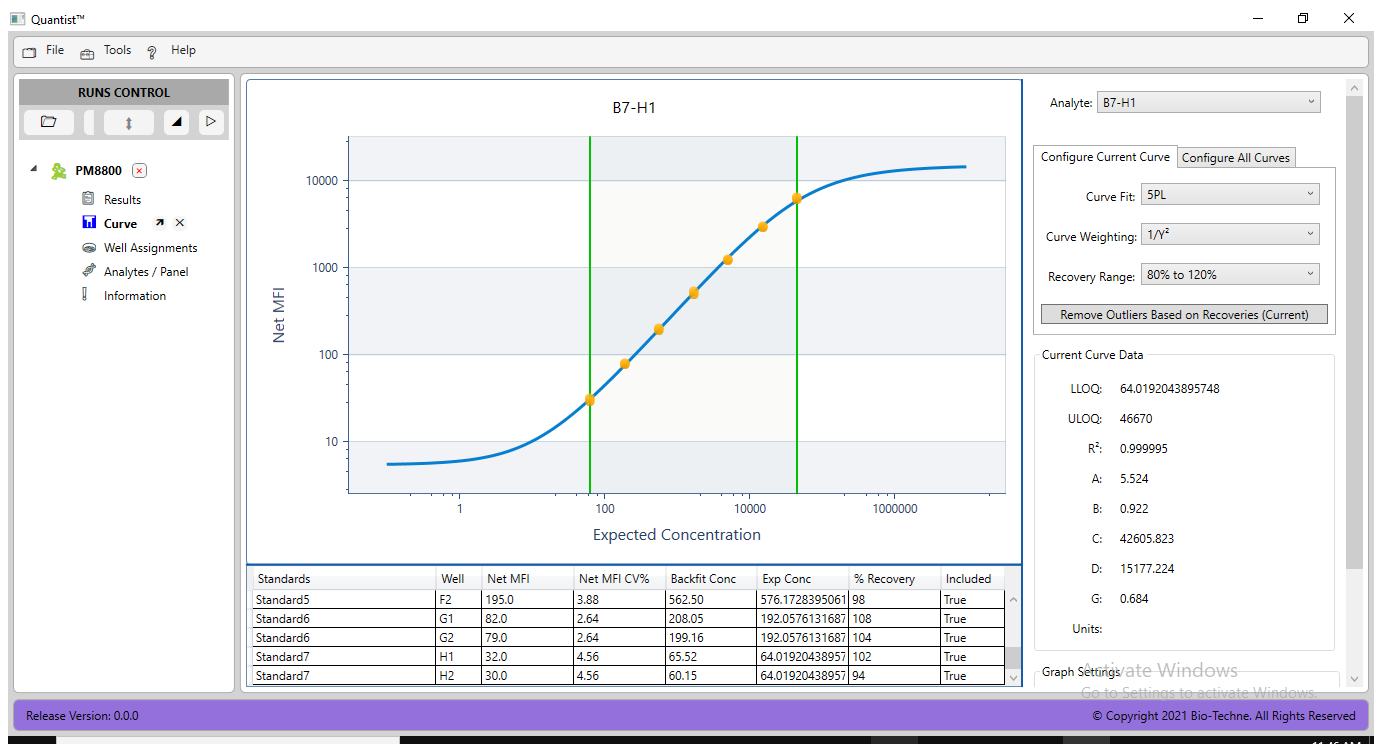 Quantist™
File Tools Help
RUNS CONTROL
PM8800
Results
Curve
Well Assignments
Analytes / Panel
Information
B7-H1
10000
1000
100
10
Net MFI
1 100 10000 1000000
Expected Concentration
Standards Well Net MFI Net MFI CV% Backfit Conc Exp Conc % Recovery Included
Standard5 F2 195.0 3.88 562.50 576.1728395061 98 True
Standard6 G1 82.0 2.64 208.05 192.0576131687 108 True
Standard6 G2 79.0 2.64 199.16 192.0576131687 104 True
Standard7 H1 32.0 4.56 65.52 64.01920438957 102 True
Standard7 H2 30.0 4.56 60.15 64.01920438957 94 True
Analyte: B7-H1
Configure Current Curve Configure All Curves
Curve Fit: 5PL
Curve Weighting: 1/Y²
Recovery Range: 80% to 120%
Remove Outliers Based on Recoveries (Current)
Current Curve Data
LLOQ: 64.0192043895748
ULOQ: 46670
R²: 0.999995
A: 5.524
B: 0.922
C: 42605.823
D: 15177.224
G: 0.684
Units:
Graph Settings
Activate Windows
Go to Settings to activate Windows.
Release Version: 0.0.0
© Copyright 2021 Bio-Techne. All Rights Reserved